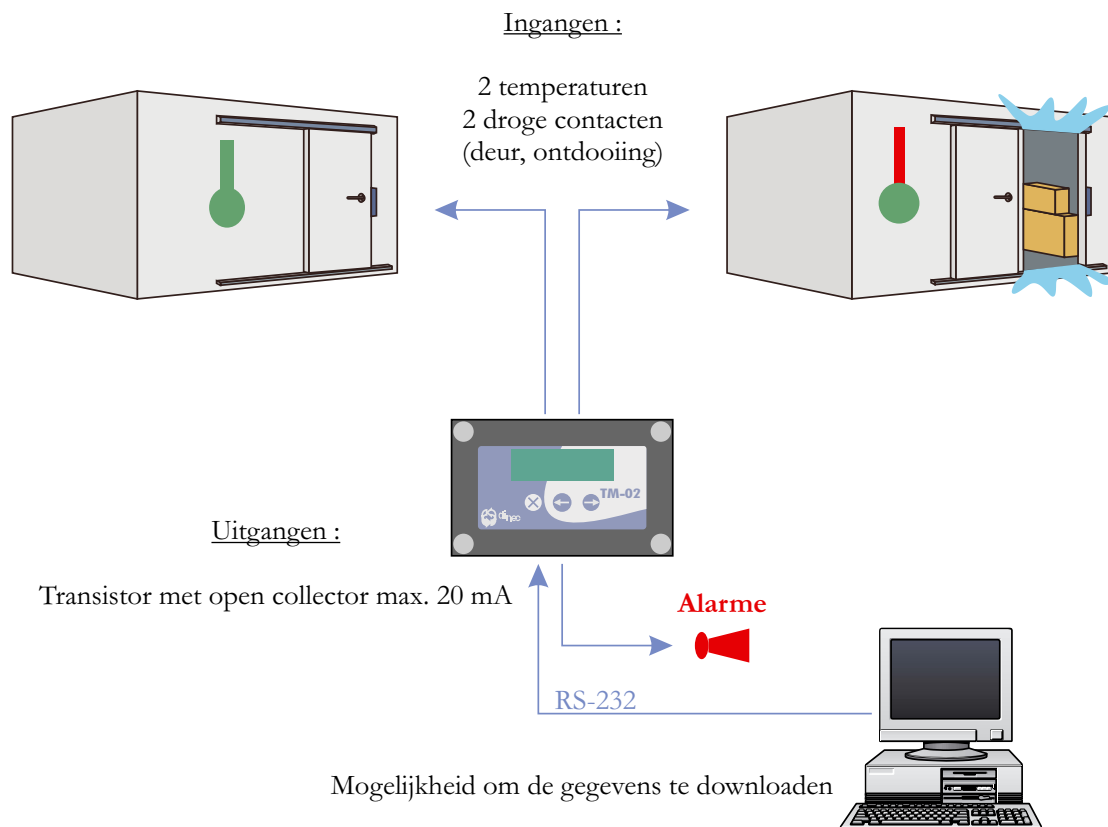 Ingangen :
2 temperaturen
2 droge contacten
(deur, ontdooiing)
TM-02
Uitgangen :
Transistor met open collector max. 20 mA
Alarme
RS-232
Mogelijkheid om de gegevens te downloaden